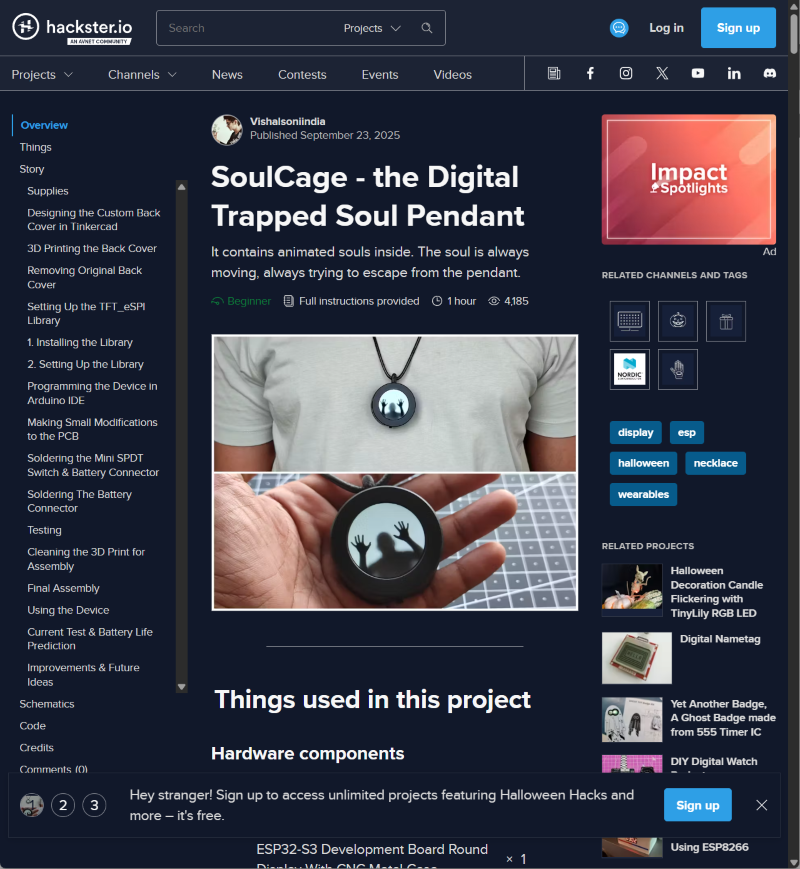 hackster.io
AN AVNET COMMUNITY
Search
Projects
Log in
Sign up
Projects
Channels
News
Contests
Events
Videos
Overview
Things
Story
Supplies
Designing the Custom Back
Cover in Tinkercad
3D Printing the Back Cover
Removing Original Back
Cover
Setting Up the TFT_eSPI
Library
1. Installing the Library
2. Setting Up the Library
Programming the Device in
Arduino IDE
Making Small Modifications
to the PCB
Soldering the Mini SPDT
Switch & Battery Connector
Soldering The Battery
Connector
Testing
Cleaning the 3D Print for
Assembly
Final Assembly
Using the Device
Current Test & Battery Life
Prediction
Improvements & Future
Ideas
Schematics
Code
Credits
Comments (0)
Vishalsoniindia
Published September 23, 2025
SoulCage - the Digital
Trapped Soul Pendant
It contains animated souls inside. The soul is always
moving, always trying to escape from the pendant.
Beginner
Full instructions provided
1 hour
4,185
Things used in this project
Hardware components
ESP32-S3 Development Board Round
Display With CNC Metal Case
× 1
Impact
Spotlights
Ad
RELATED CHANNELS AND TAGS
NORDIC
display
esp
halloween
necklace
wearables
RELATED PROJECTS
Halloween
Decoration Candle
Flickering with
TinyLily RGB LED
Digital Nametag
Yet Another Badge,
A Ghost Badge made
from 555 Timer IC
DIY Digital Watch
Using ESP8266
2
3
Hey stranger! Sign up to access unlimited projects featuring Halloween Hacks and
more – it's free.
Sign up